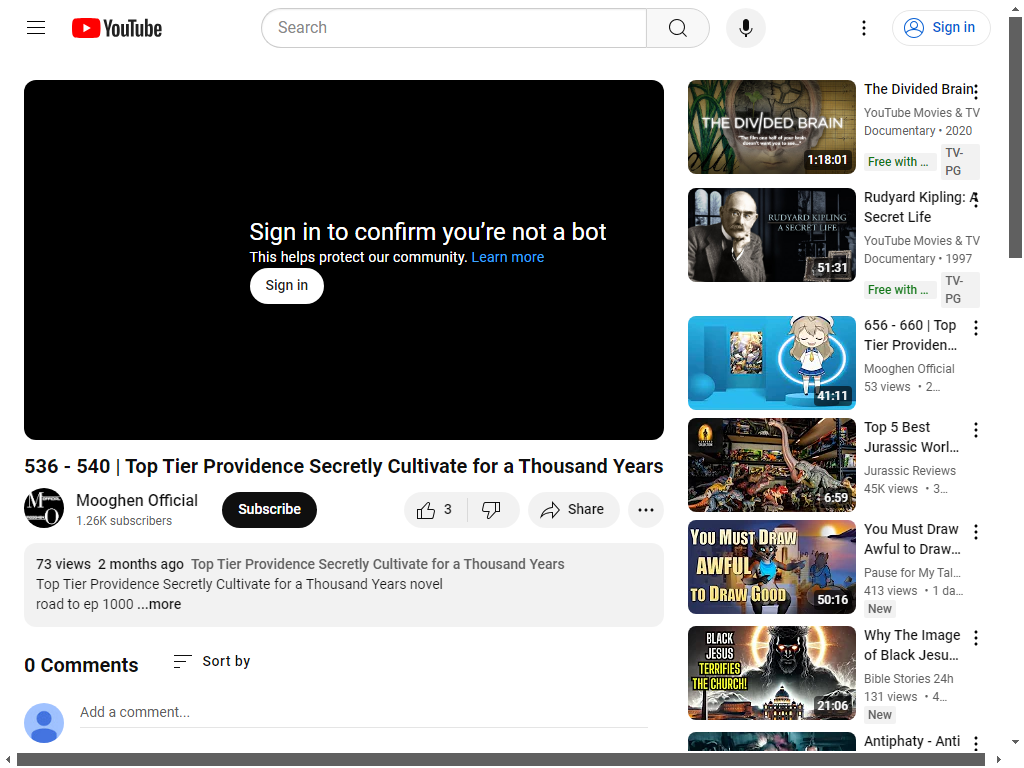 YouTube
Search
Sign in
Sign in to confirm you’re not a bot
This helps protect our community. Learn more
Sign in
536 - 540 | Top Tier Providence Secretly Cultivate for a Thousand Years
Mooghen Official
1.26K subscribers
Subscribe
3
Share
73 views 2 months ago Top Tier Providence Secretly Cultivate for a Thousand Years
Top Tier Providence Secretly Cultivate for a Thousand Years novel
road to ep 1000 ...more
0 Comments
Sort by
Add a comment...
THE DIVIDED BRAIN
1:18:01
The Divided Brain
YouTube Movies & TV
Documentary • 2020
Free with ...
TV-
PG
RUDYARD KIPLING
A SECRET LIFE
51:31
Rudyard Kipling: A
Secret Life
YouTube Movies & TV
Documentary • 1997
Free with ...
TV-
PG
41:11
656 - 660 | Top
Tier Providen...
Mooghen Official
53 views • 2...
6:59
Top 5 Best
Jurassic Worl...
Jurassic Reviews
45K views • 3...
YOU MUST DRAW
AWFUL
TO DRAW GOOD
50:16
You Must Draw
Awful to Draw...
Pause for My Tal...
413 views • 1 da...
New
BLACK
JESUS
TERRIFIES
THE CHURCH!
21:06
Why The Image
of Black Jesu...
Bible Stories 24h
131 views • 4...
New
Antiphaty - Anti